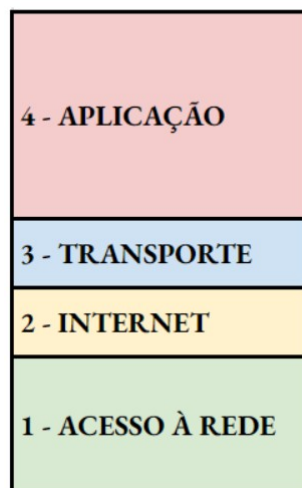 4 - APLICAÇÃO
3 - TRANSPORTE
2 - INTERNET
1 - ACESSO À REDE